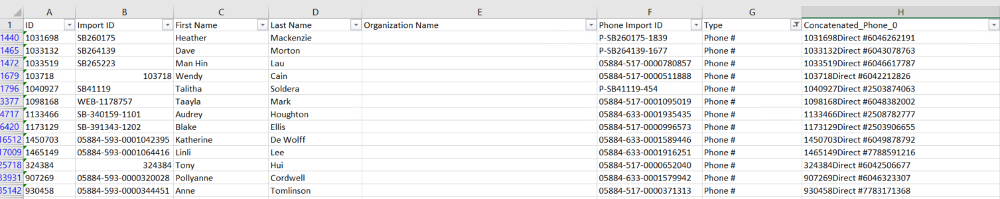 A B C D E F G H
1 ID Import ID First Name Last Name Organization Name Phone Import ID Type Concatenated_Phone_0
1440 1031698 SB260175 Heather Mackenzie P-SB260175-1839 Phone # 1031698Direct #6046262191
1465 1033132 SB264139 Dave Morton P-SB264139-1677 Phone # 1033132Direct #6043078763
1472 1033519 SB265223 Man Hin Lau 05884-517-0000780857 Phone # 1033519Direct #6046617787
1679 103718 103718 Wendy Cain 05884-517-0000511888 Phone # 103718Direct #6042212826
1796 1040927 SB41119 Talitha Soldera P-SB41119-454 Phone # 1040927Direct #2503874063
3377 1098168 WEB-1178757 Taayla Mark 05884-517-0001095019 Phone # 1098168Direct #6048382002
4717 1133466 SB-340159-1101 Audrey Houghton 05884-633-0001935435 Phone # 1133466Direct #2508782777
6420 1173129 SB-391343-1202 Blake Ellis 05884-517-0000996573 Phone # 1173129Direct #2503906655
16512 1450703 05884-593-0001042395 Katherine De Wolff 05884-633-0001589446 Phone # 1450703Direct #6049878792
17009 1465149 05884-593-0001064416 Linli Lee 05884-633-0001916251 Phone # 1465149Direct #7788591216
25718 324384 324384 Tony Hui 05884-517-0000652040 Phone # 324384Direct #6042506677
33931 907269 05884-593-0000320028 Pollyanne Cordwell 05884-633-0001579942 Phone # 907269Direct #6046323307
35142 930458 05884-593-0000344451 Anne Tomlinson 05884-517-0000371313 Phone # 930458Direct #7783171368